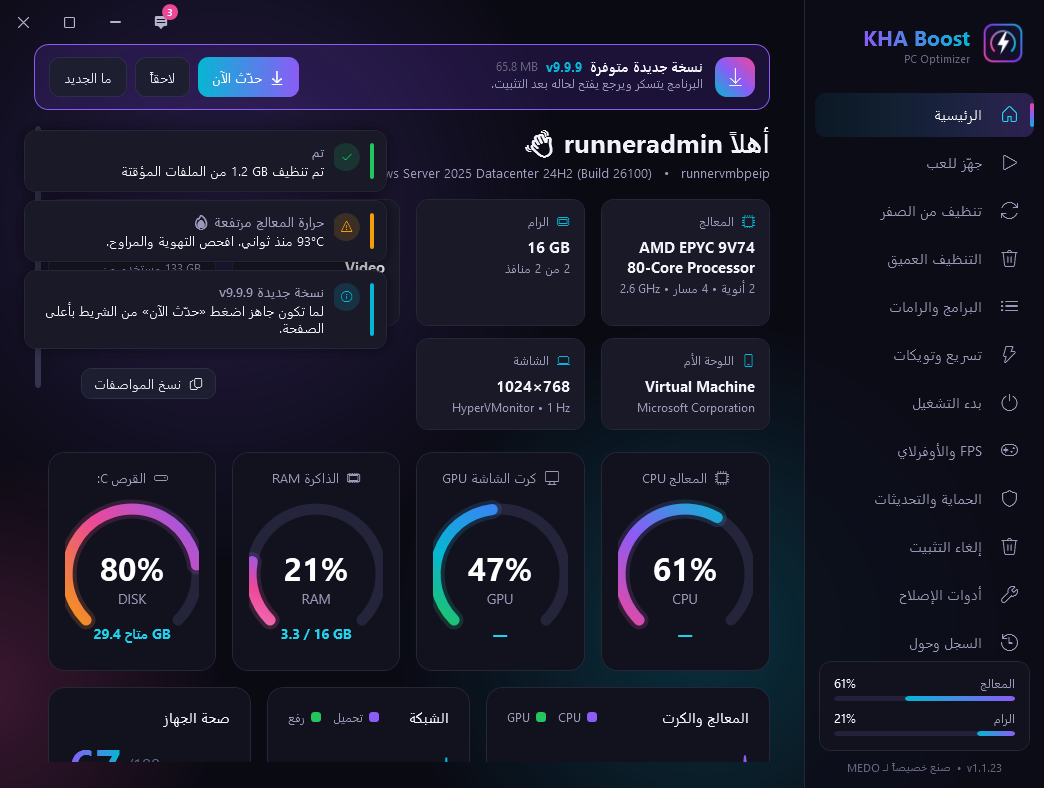 3
KHA Boost
PC Optimizer
الرئيسية
جهّز للعب
تنظيف من الصفر
التنظيف العميق
البرامج والرامات
تسريع وتويكات
بدء التشغيل
FPS والأوفرلاي
الحماية والتحديثات
إلغاء التثبيت
أدوات الإصلاح
السجل وحول
المعالج 61%
الرام 21%
صنع خصيصاً لـ MEDO • v1.1.23
نسخة جديدة متوفرة v9.9.9 65.8 MB
البرنامج يتسكر ويرجع يفتح لحاله بعد التثبيت.
حدّث الآن
لاحقاً
ما الجديد
أهلاً runneradmin
Server 2025 Datacenter 24H2 (Build 26100) • runnervmbpeip
تم
تم تنظيف 1.2 GB من الملفات المؤقتة
حرارة المعالج مرتفعة
93°C منذ ثواني. افحص التهوية والمراوح.
نسخة جديدة v9.9.9
لما تكون جاهز اضغط «حدّث الآن» من الشريط بأعلى
الصفحة.
المعالج
AMD EPYC 9V74
80-Core Processor
2 أنوية • 4 مسار • 2.6 GHz
الرام
16 GB
2 من 2 منافذ
Video
133 GB مستخدم من
اللوحة الأم
Virtual Machine
Microsoft Corporation
الشاشة
1024×768
HyperVMonitor • 1 Hz
نسخ المواصفات
المعالج CPU
61%
CPU
—
كرت الشاشة GPU
47%
GPU
—
الذاكرة RAM
21%
RAM
3.3 / 16 GB
القرص C:
80%
DISK
29.4 متاح GB
المعالج والكرت
CPU
GPU
الشبكة
تحميل
رفع
صحة الجهاز
67 /100